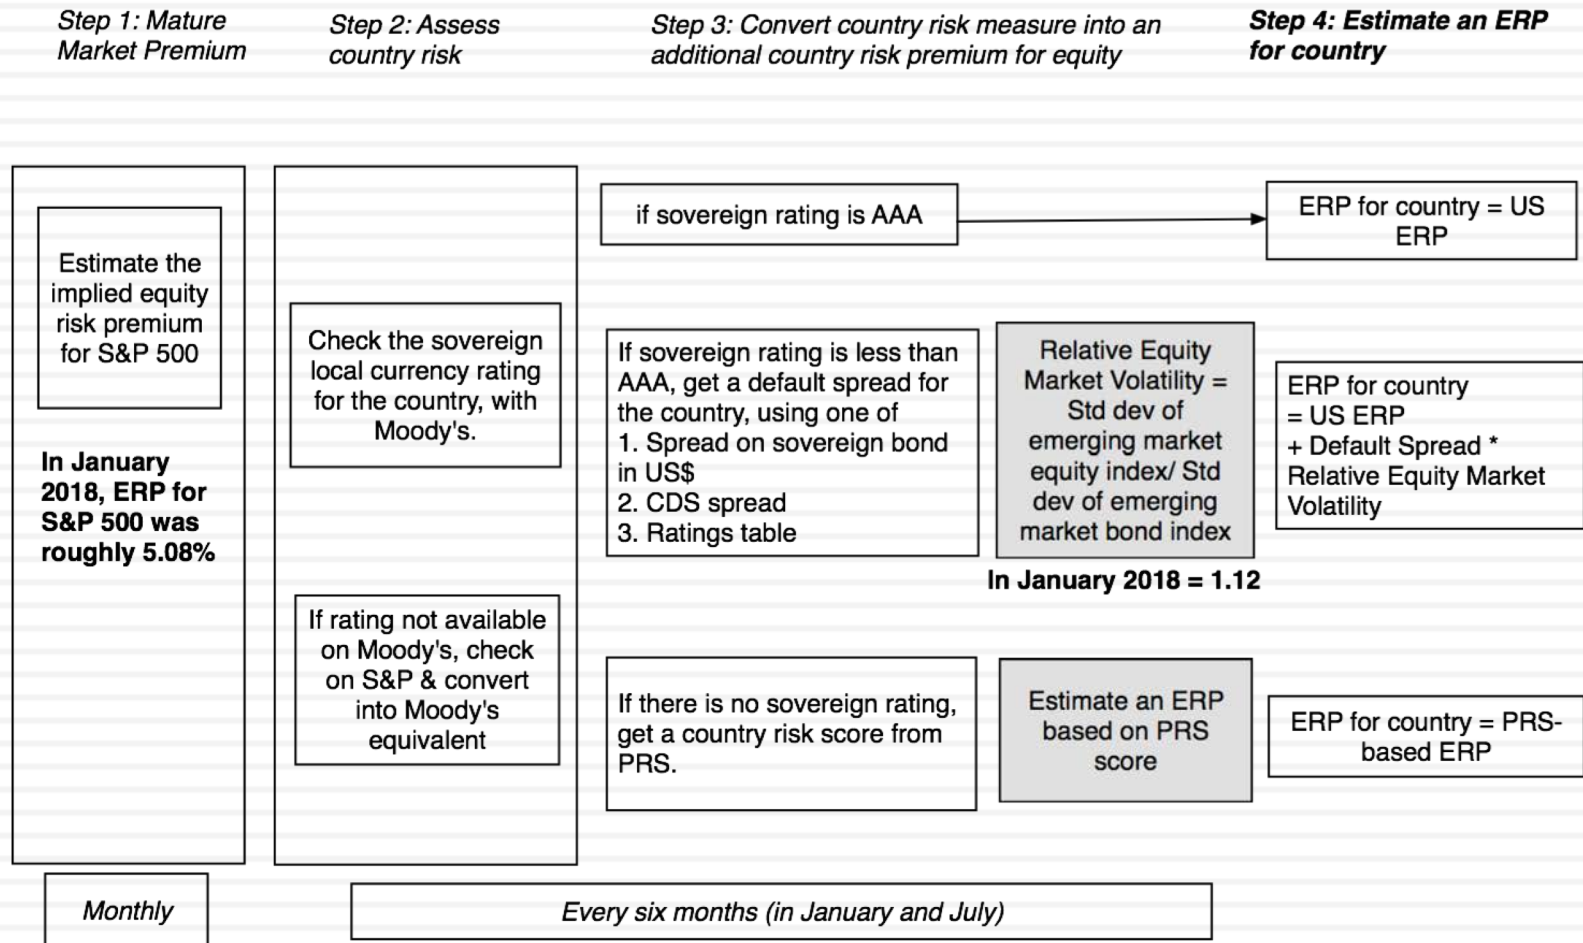 Step 1: Mature
Market Premium
Step 2: Assess
country risk
Step 3: Convert country risk measure into an
additional country risk premium for equity
Step 4: Estimate an ERP
for country
Estimate the
implied equity
risk premium
for S&P 500
In January
2018, ERP for
S&P 500 was
roughly 5.08%
Check the sovereign
local currency rating
for the country, with
Moody's.
If rating not available
on Moody's, check
on S&P & convert
into Moody's
equivalent
if sovereign rating is AAA
ERP for country = US
ERP
If sovereign rating is less than
AAA, get a default spread for
the country, using one of
1. Spread on sovereign bond
in US$
2. CDS spread
3. Ratings table
Relative Equity
Market Volatility =
Std dev of
emerging market
equity index/ Std
dev of emerging
market bond index
In January 2018 = 1.12
ERP for country
= US ERP
+ Default Spread *
Relative Equity Market
Volatility
If there is no sovereign rating,
get a country risk score from
PRS.
Estimate an ERP
based on PRS
score
ERP for country = PRS-
based ERP
Monthly
Every six months (in January and July)